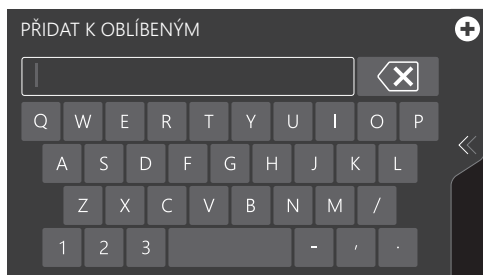 PŘIDAT K OBLÍBENÝM
Q W E R T Y U I O P
A S D F G H J K L
Z X C V B N M /
1 2 3 - , .